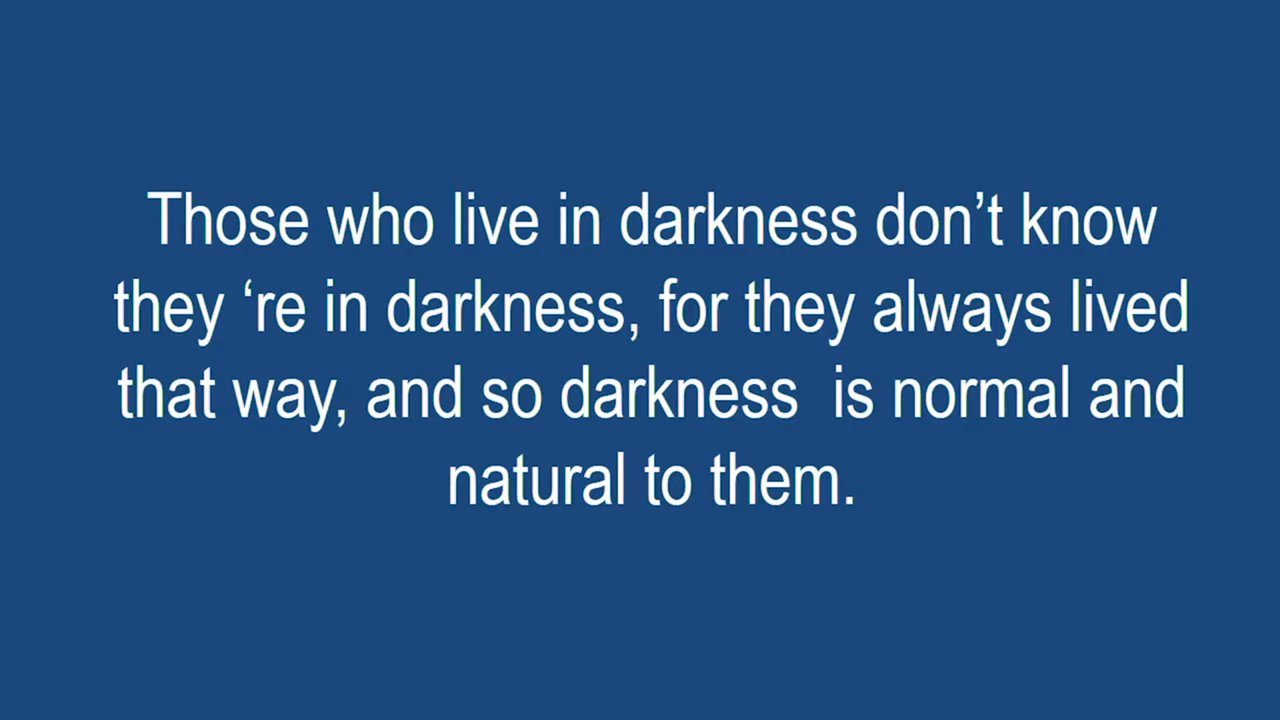 Those who live in darkness don’t know
they ‘re in darkness, for they always lived
that way, and so darkness  is normal and
natural to them.